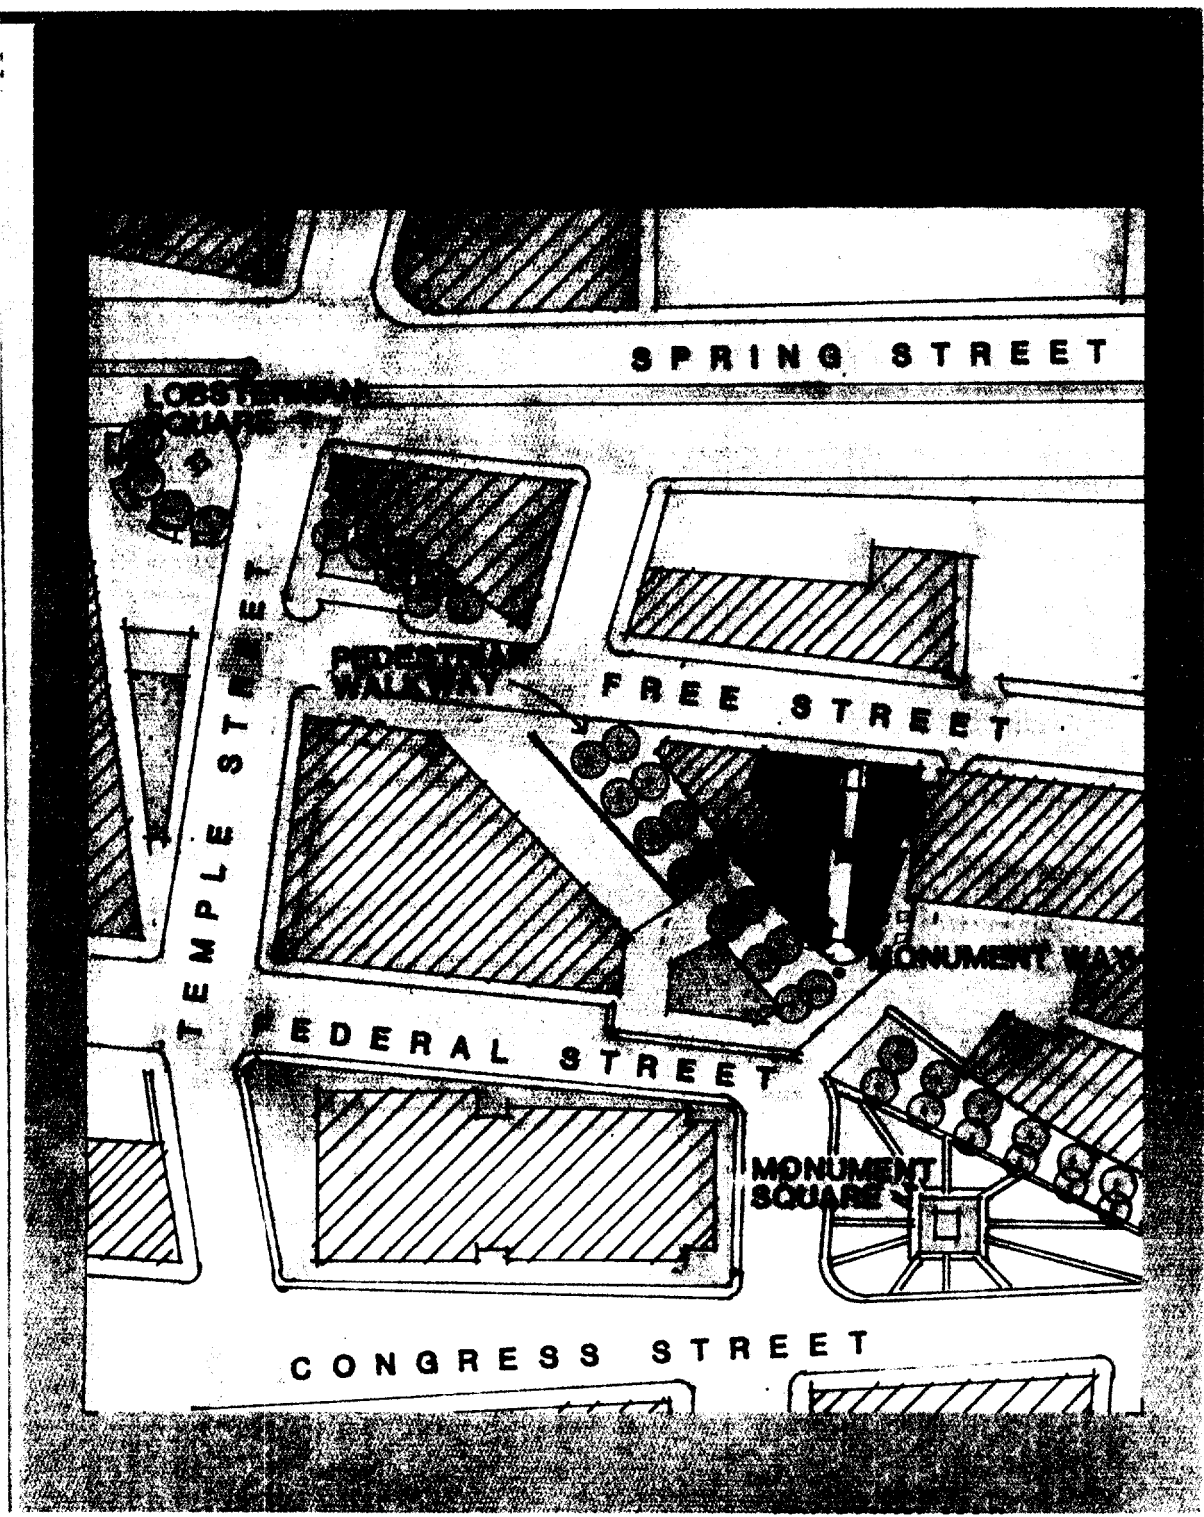 SPRING STREET
LOBSTERMAN
SQUARE
TEMPLE STREET
PEDESTRIAN
WALKWAY
FREE STREET
MONUMENT WAY
FEDERAL STREET
MONUMENT
SQUARE
CONGRESS STREET